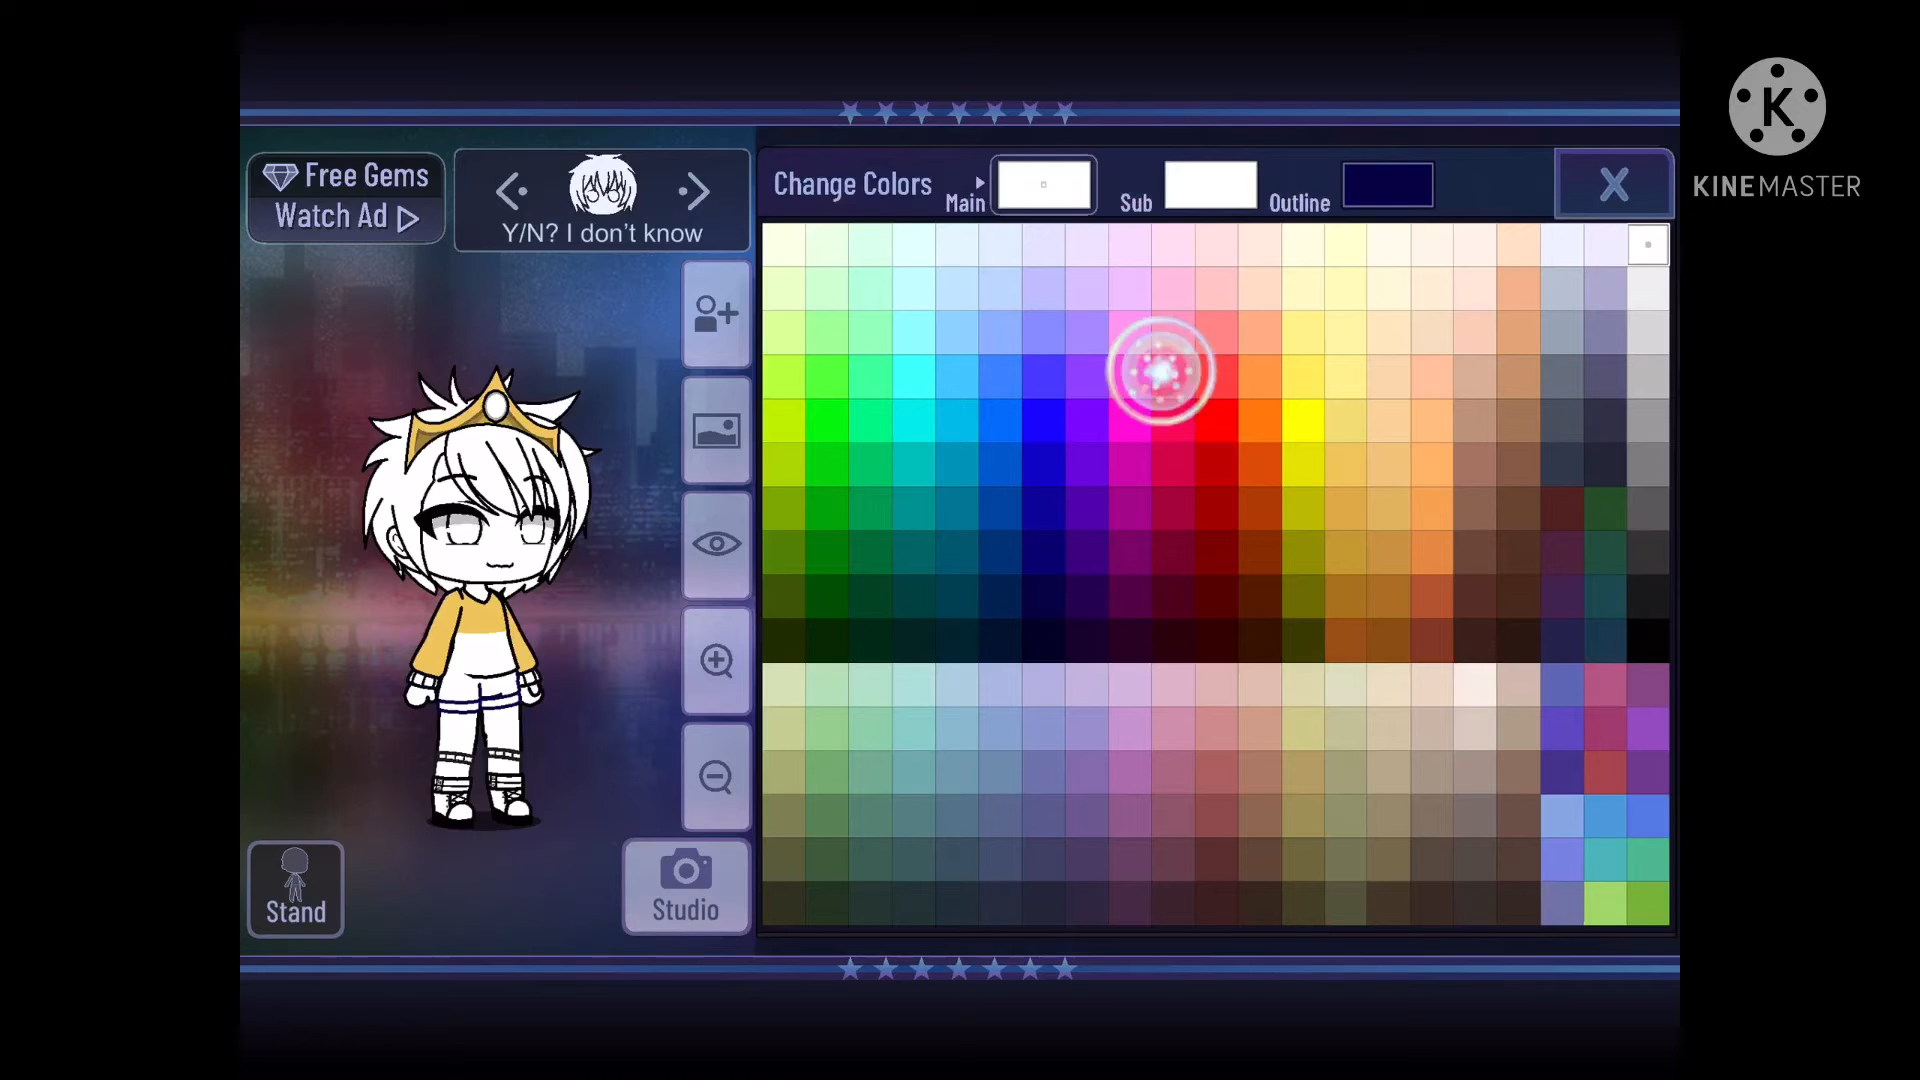 Free Gems
Watch Ad
Y/N? I don't know
Change Colors
Main
Sub
Outline
X
K
KINEMASTER
Stand
Studio